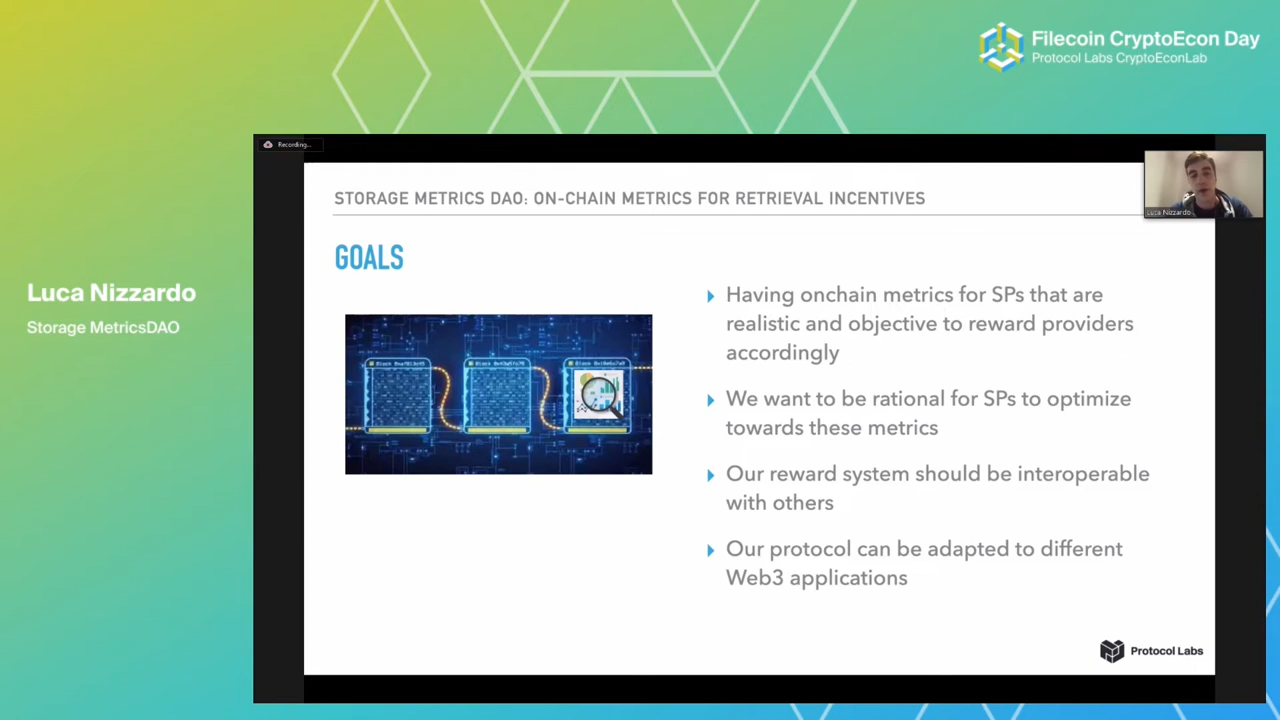 Filecoin CryptoEcon Day
Protocol Labs CryptoEconLab
Recording...
Luca Nizzardo
Luca Nizzardo
Storage MetricsDAO
STORAGE METRICS DAO: ON-CHAIN METRICS FOR RETRIEVAL INCENTIVES
GOALS
Having onchain metrics for SPs that are
realistic and objective to reward providers
accordingly
We want to be rational for SPs to optimize
towards these metrics
Our reward system should be interoperable
with others
Our protocol can be adapted to different
Web3 applications
Protocol Labs